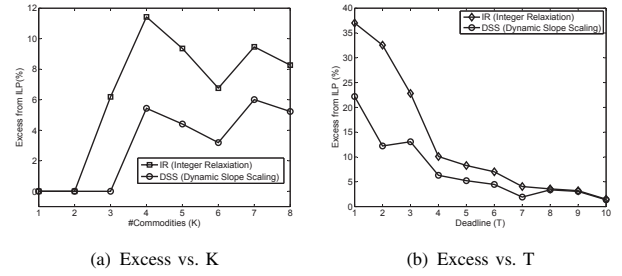 12
10
8
6
4
2
0
Excess from ILP(%)
IR (Integer Relaxiation)
DSS (Dynamic Slope Scaling)
1 2 3 4 5 6 7 8
#Commodities (K)
(a) Excess vs. K
40
35
30
25
20
15
10
5
0
Excess from ILP (%)
IR (Integer Relaxiation)
DSS (Dynamic Slope Scaling)
1 2 3 4 5 6 7 8 9 10
Deadline (T)
(b) Excess vs. T